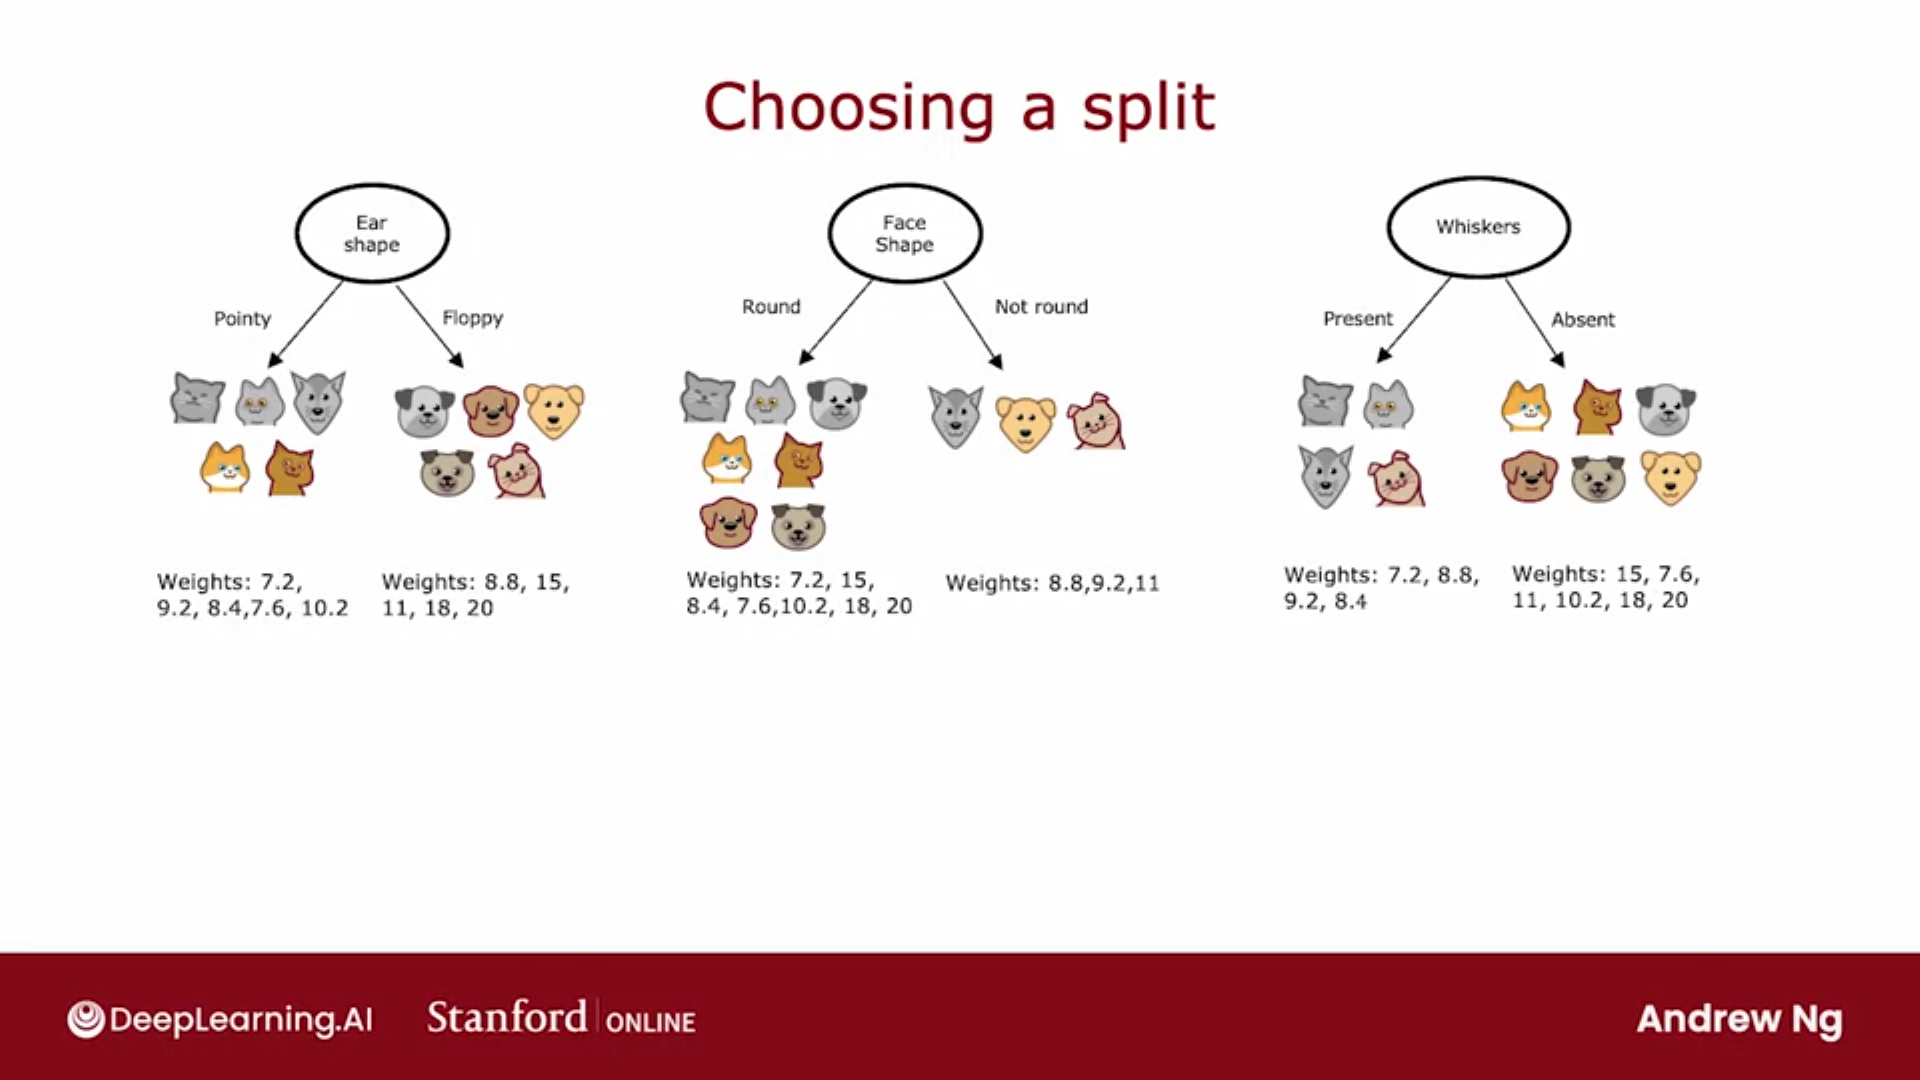 Choosing a split
Ear
shape
Pointy
Floppy
Weights: 7.2,
9.2, 8.4,7.6, 10.2
Weights: 8.8, 15,
11, 18, 20
Face
Shape
Round
Not round
Weights: 7.2, 15,
8.4, 7.6,10.2, 18, 20
Weights: 8.8,9.2,11
Whiskers
Present
Absent
Weights: 7.2, 8.8,
9.2, 8.4
Weights: 15, 7.6,
11, 10.2, 18, 20
DeepLearning.AI
Stanford ONLINE
Andrew Ng